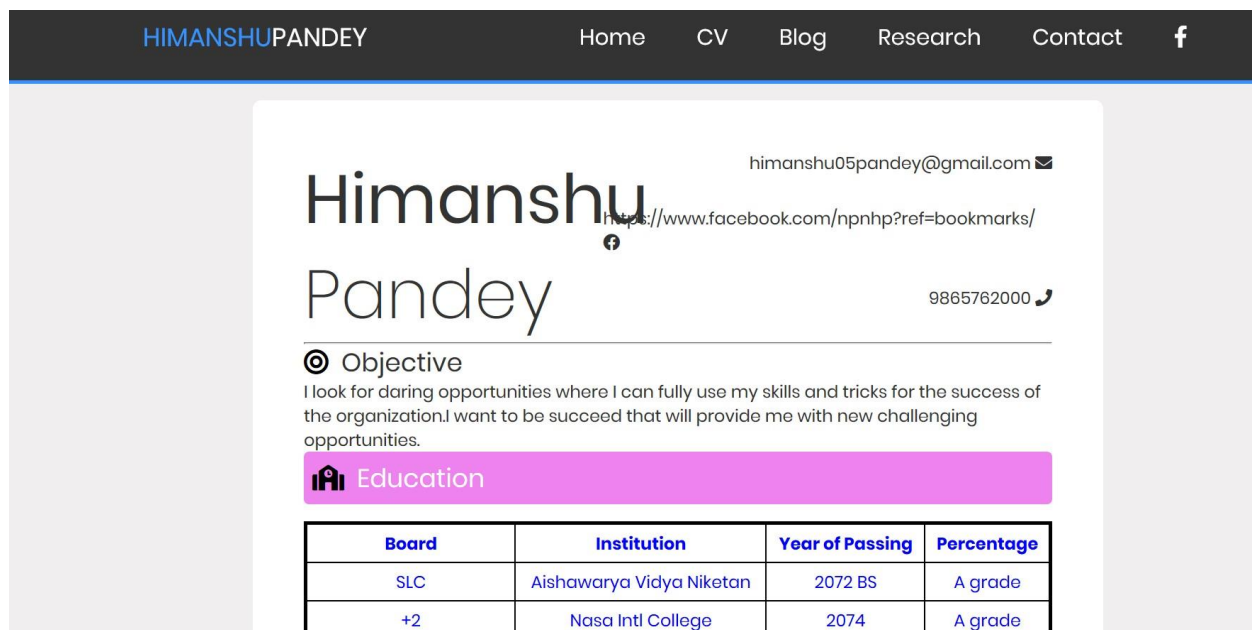 HIMANSHUPANDEY Home CV Blog Research Contact
himanshu05pandey@gmail.com
Himanshu
https://www.facebook.com/npnhp?ref=bookmarks/
Pandey
9865762000
Objective
I look for daring opportunities where I can fully use my skills and tricks for the success of
the organization.I want to be succeed that will provide me with new challenging
opportunities.
Education
Board Institution Year of Passing Percentage
SLC Aishawarya Vidya Niketan 2072 BS A grade
+2 Nasa Intl College 2074 A grade